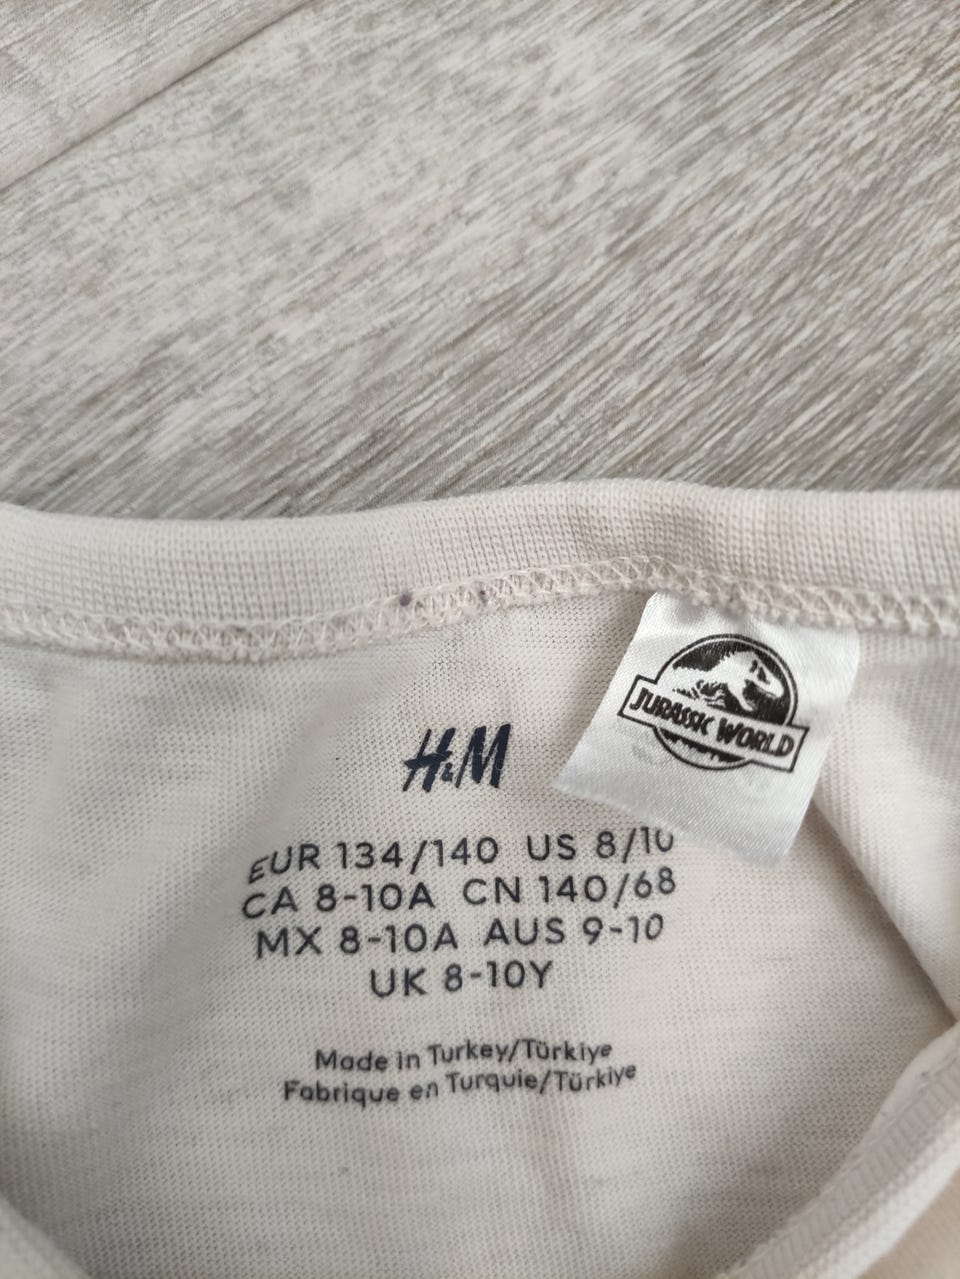 JURASSIC WORLD
H&M
EUR 134/140 US 8/10
CA 8-10A CN 140/68
MX 8-10A AUS 9-10
UK 8-10Y
Made in Turkey/Türkiye
Fabrique en Turquie/Türkiye